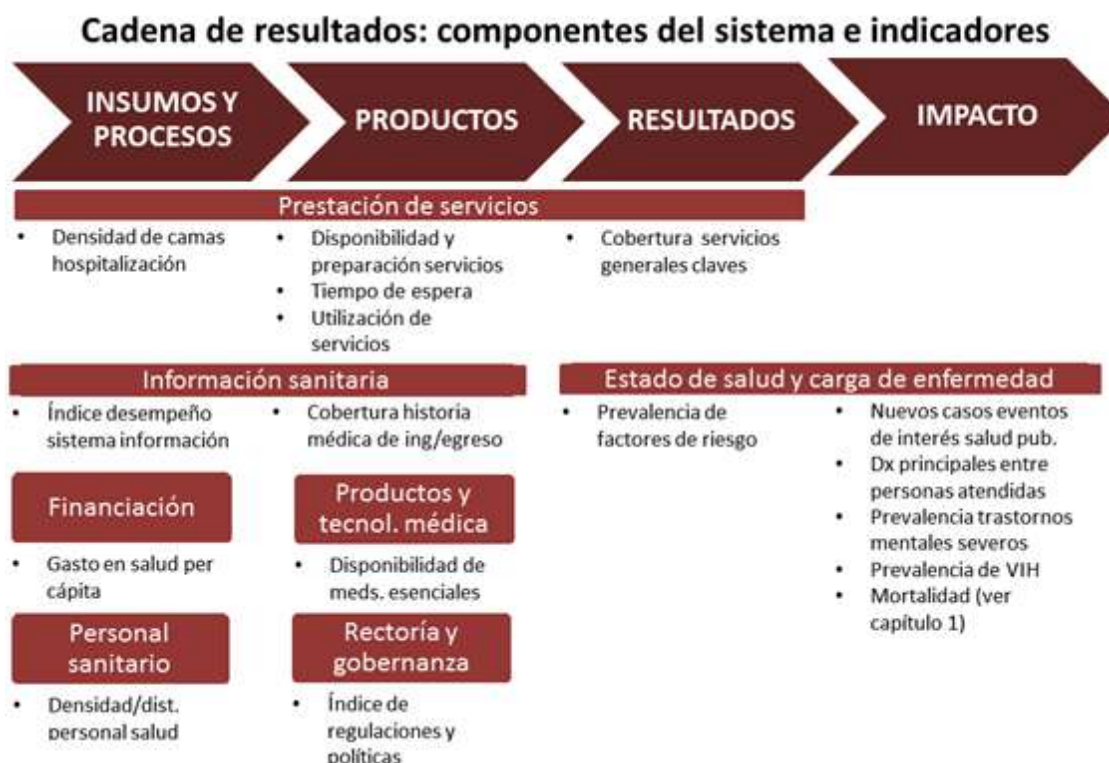 Cadena de resultados: componentes del sistema e indicadores
INSUMOS Y
PROCESOS
PRODUCTOS
RESULTADOS
IMPACTO
Prestación de servicios
• Densidad de camas
hospitalización
• Disponibilidad y
preparación servicios
• Tiempo de espera
• Utilización de
servicios
• Cobertura servicios
generales claves
Información sanitaria
• Índice desempeño
sistema información
• Cobertura historia
médica de ing/egreso
Estado de salud y carga de enfermedad
• Prevalencia de
factores de riesgo
• Nuevos casos eventos
de interés salud pub.
• Dx principales entre
personas atendidas
• Prevalencia trastornos
mentales severos
• Prevalencia de VIH
• Mortalidad (ver
capítulo 1)
Financiación
• Gasto en salud per
cápita
Productos y
tecnol. médica
• Disponibilidad de
meds. esenciales
Personal
sanitario
• Densidad/dist.
personal salud
Rectoría y
gobernanza
• Índice de
regulaciones y
políticas